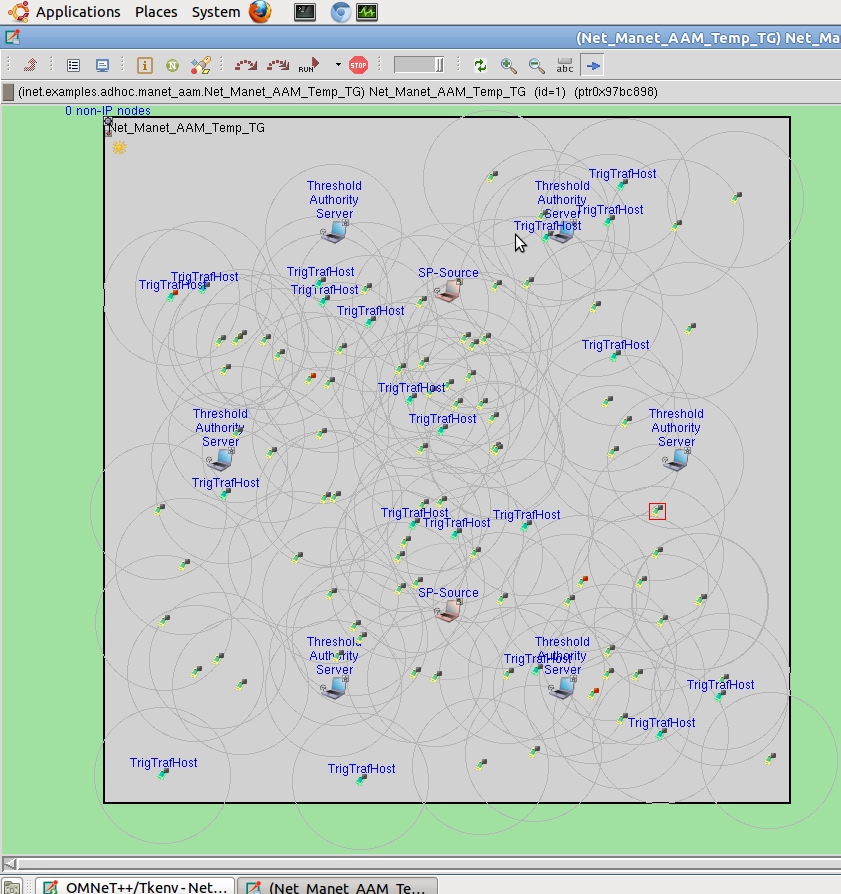 Applications Places System
(Net_Manet_AAM_Temp_TG) Net_Ma
RUN
STOP
abc
(inet.examples.adhoc.manet_aam.Net_Manet_AAM_Temp_TG) Net_Manet_AAM_Temp_TG (id=1) (ptr0x97bc898)
0 non-IP nodes
Net_Manet_AAM_Temp_TG
TrigTrafHost
Threshold
Authority
Server
Threshold
Authority
Server
TrigTrafHost
TrigTrafHost
SP-Source
TrigTrafHost
TrigTrafHost
TrigTrafHost
TrigTrafHost
TrigTrafHost
TrigTrafHost
TrigTrafHost
Threshold
Authority
Server
Threshold
Authority
Server
TrigTrafHost
TrigTrafHost
TrigTrafHost
TrigTrafHost
TrigTrafHost
SP-Source
Threshold
Authority
Server
Threshold
Authority
Server
TrigTrafHost
TrigTrafHost
TrigTrafHost
TrigTrafHost
TrigTrafHost
OMNeT++/Tkenv - Net...
(Net_Manet_AAM_Te...